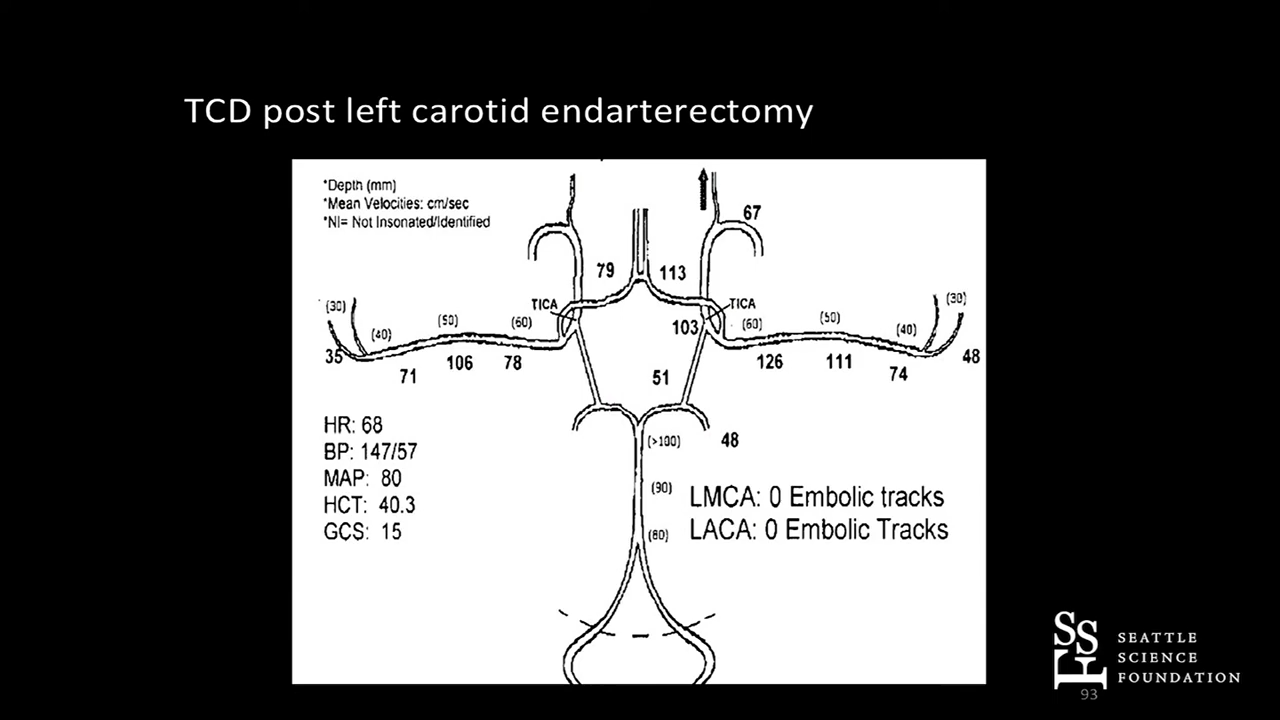 TCD post left carotid endarterectomy
*Depth (mm)
*Mean Velocities: cm/sec
*NI= Not Insonated/Identified
67
79
113
TICA
TICA
103
(30)
(40)
(50)
(60)
(60)
(50)
(40)
(30)
35
71
106
78
126
111
74
48
51
48
HR: 68
BP: 147/57
MAP: 80
HCT: 40.3
GCS: 15
(>100)
(90)
(80)
LMCA: 0 Embolic tracks
LACA: 0 Embolic Tracks
SSF
SEATTLE
SCIENCE
FOUNDATION
93